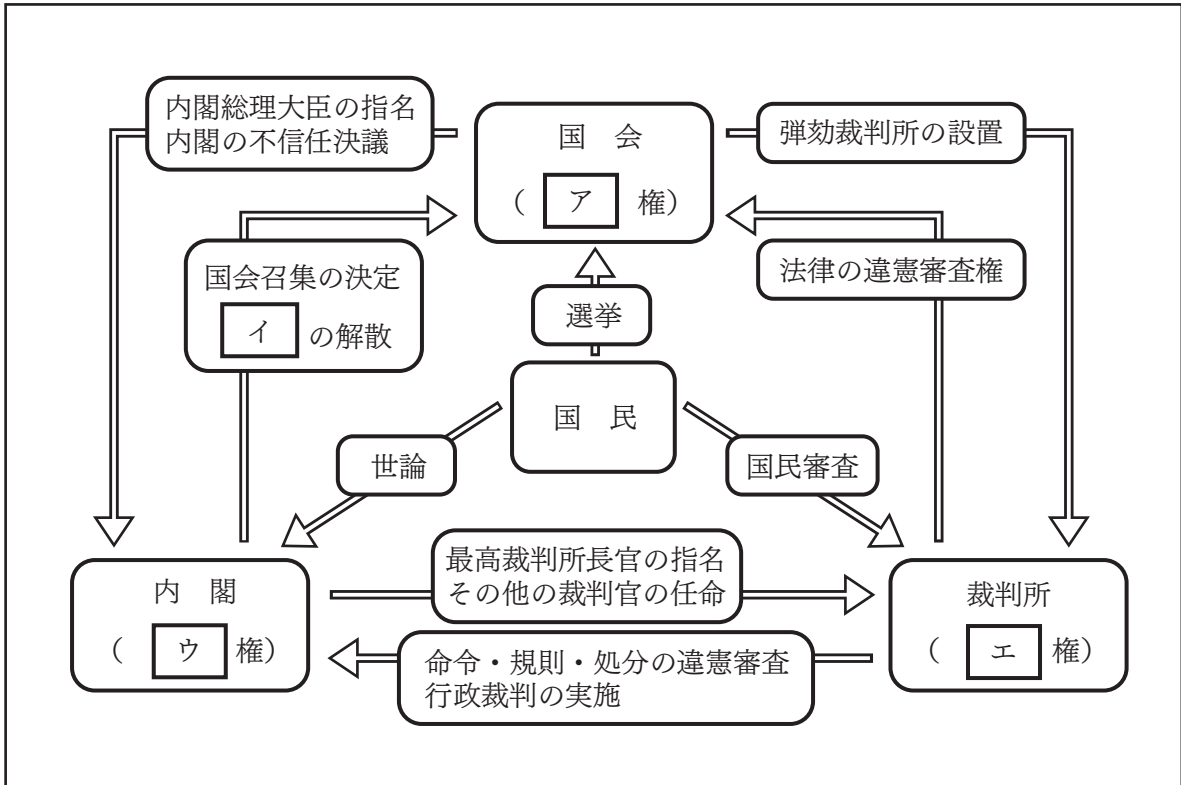 内閣総理大臣の指名
内閣の不信任決議
国会
( ア 権)
弾劾裁判所の設置
国会召集の決定
イ の解散
選挙
法律の違憲審査権
国民
世論
国民審査
内閣
( ウ 権)
最高裁判所長官の指名
その他の裁判官の任命
裁判所
( エ 権)
命令・規則・処分の違憲審査
行政裁判の実施